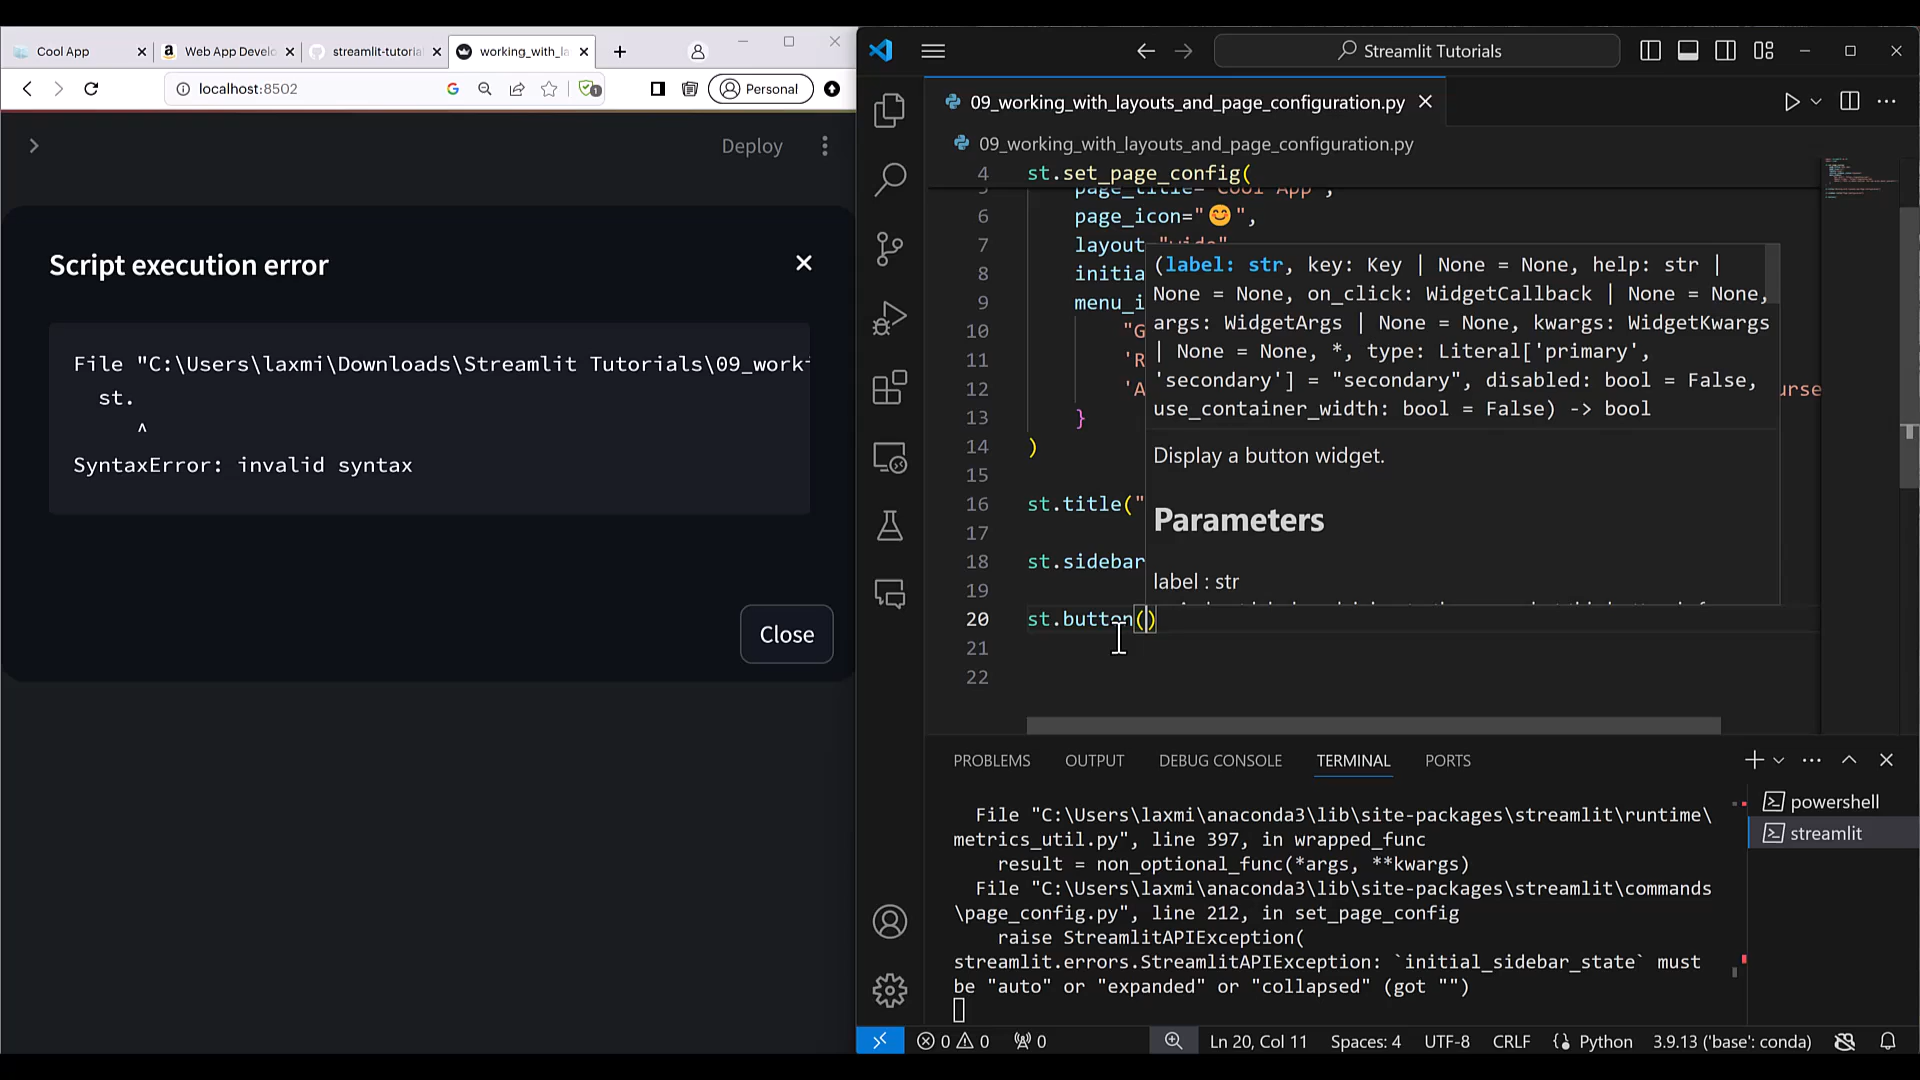 Cool App
Web App Develo
streamlit-tutoria
working_with_la
localhost:8502
Personal
Deploy
Script execution error
File "C:\Users\laxmi\Downloads\Streamlit Tutorials\09_worki
st.
^
SyntaxError: invalid syntax
Close
Streamlit Tutorials
09_working_with_layouts_and_page_configuration.py
09_working_with_layouts_and_page_configuration.py
4 st.set_page_config(
page_title="Cool App",
6 page_icon="😊",
7 layout="wide"
8 initia
9 menu_i
10 "G
11 'R
12 'A urse
13 }
14 )
15
16 st.title("
17
18 st.sidebar
19
20 st.button()
21
22
(label: str, key: Key | None = None, help: str |
None = None, on_click: WidgetCallback | None = None,
args: WidgetArgs | None = None, kwargs: WidgetKwargs
| None = None, *, type: Literal['primary',
'secondary'] = "secondary", disabled: bool = False,
use_container_width: bool = False) -> bool
Display a button widget.
Parameters
label : str
PROBLEMS
OUTPUT
DEBUG CONSOLE
TERMINAL
PORTS
File "C:\Users\laxmi\anaconda3\lib\site-packages\streamlit\runtime\
metrics_util.py", line 397, in wrapped_func
result = non_optional_func(*args, **kwargs)
File "C:\Users\laxmi\anaconda3\lib\site-packages\streamlit\commands
\page_config.py", line 212, in set_page_config
raise StreamlitAPIException(
streamlit.errors.StreamlitAPIException: `initial_sidebar_state` must
be "auto" or "expanded" or "collapsed" (got "")
powershell
streamlit
0 0 0
Ln 20, Col 11
Spaces: 4
UTF-8
CRLF
Python
3.9.13 ('base': conda)